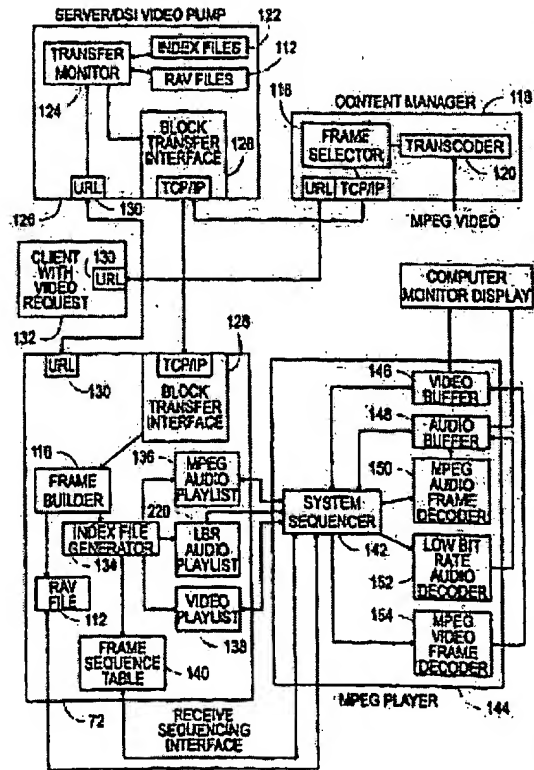 SERVER/DSI VIDEO PUMP
INDEX FILES
122
RAV FILES
112
TRANSFER
MONITOR
124
BLOCK
TRANSFER
INTERFACE
126
TCP/IP
URL
130
126
CONTENT MANAGER
118
116
FRAME
SELECTOR
TRANSCODER
120
URL
TCP/IP
MPEG VIDEO
CLIENT
WITH
VIDEO
REQUEST
130
URL
132
COMPUTER
MONITOR DISPLAY
URL
130
TCP/IP
BLOCK
TRANSFER
INTERFACE
128
116
FRAME
BUILDER
136
MPEG
AUDIO
PLAYLIST
INDEX FILE
GENERATOR
134
220
LBR
AUDIO
PLAYLIST
RAV
FILE
112
VIDEO
PLAYLIST
138
FRAME
SEQUENCE
TABLE
140
72
RECEIVE
SEQUENCING
INTERFACE
SYSTEM
SEQUENCER
142
146
VIDEO
BUFFER
148
AUDIO
BUFFER
150
MPEG
AUDIO
FRAME
DECODER
152
LOW BIT
RATE
AUDIO
DECODER
154
MPEG
VIDEO
FRAME
DECODER
MPEG PLAYER
144